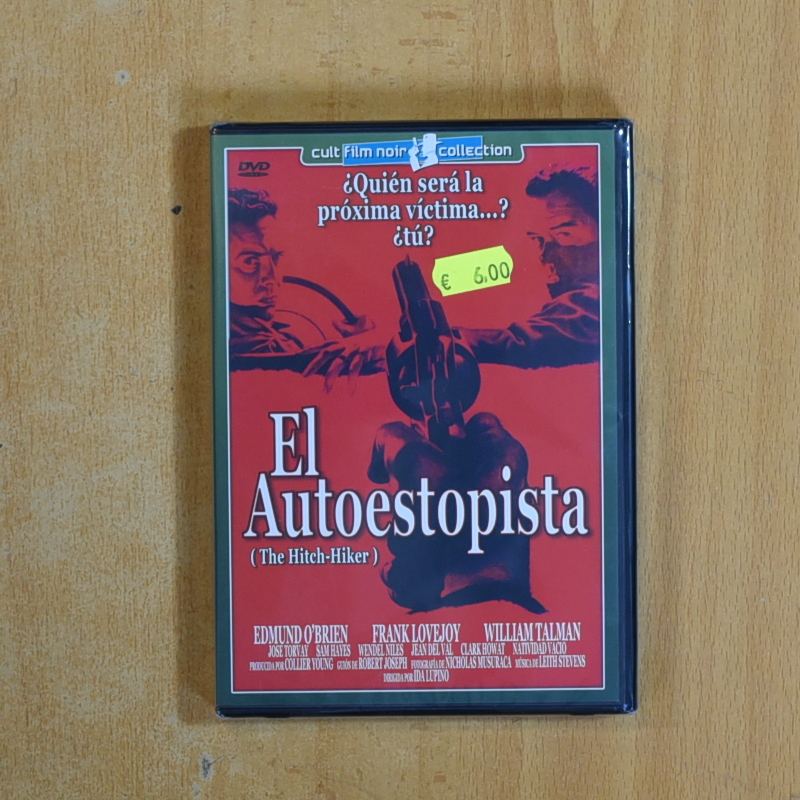 cult film noir collection
DVD
¿Quién será la
próxima víctima...?
¿tú?
€ 6,00
El
Autoestopista
( The Hitch-Hiker )
EDMUND O'BRIEN FRANK LOVEJOY WILLIAM TALMAN
JOSE TORVAY SAM HAYES WENDEL NILES JEAN DEL VAL CLARK HOWAT NATIVIDAD VACIO
PRODUCIDA POR COLLIER YOUNG GUIÓN DE ROBERT JOSEPH FOTOGRAFIA DE NICHOLAS MUSURACA MÚSICA DE LEITH STEVENS
DIRIGIDA POR IDA LUPINO